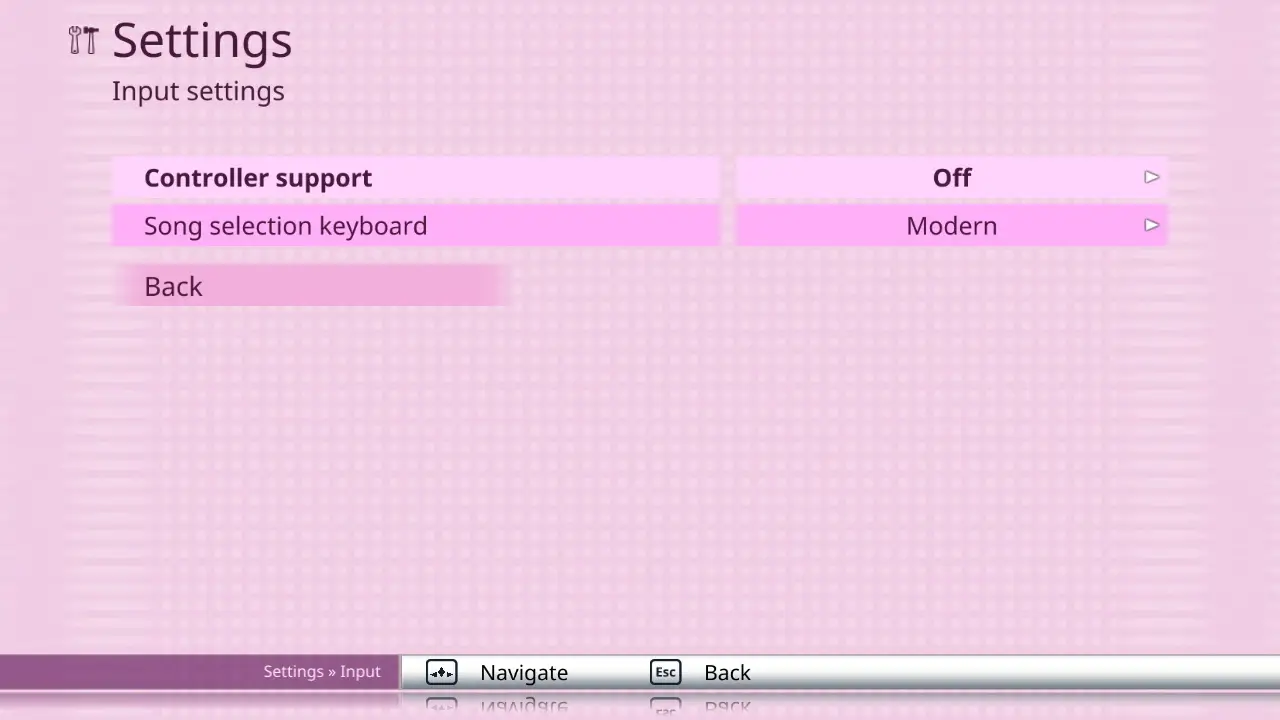 Settings
Input settings
Controller support Off
Song selection keyboard Modern
Back
Settings » Input Navigate Esc Back